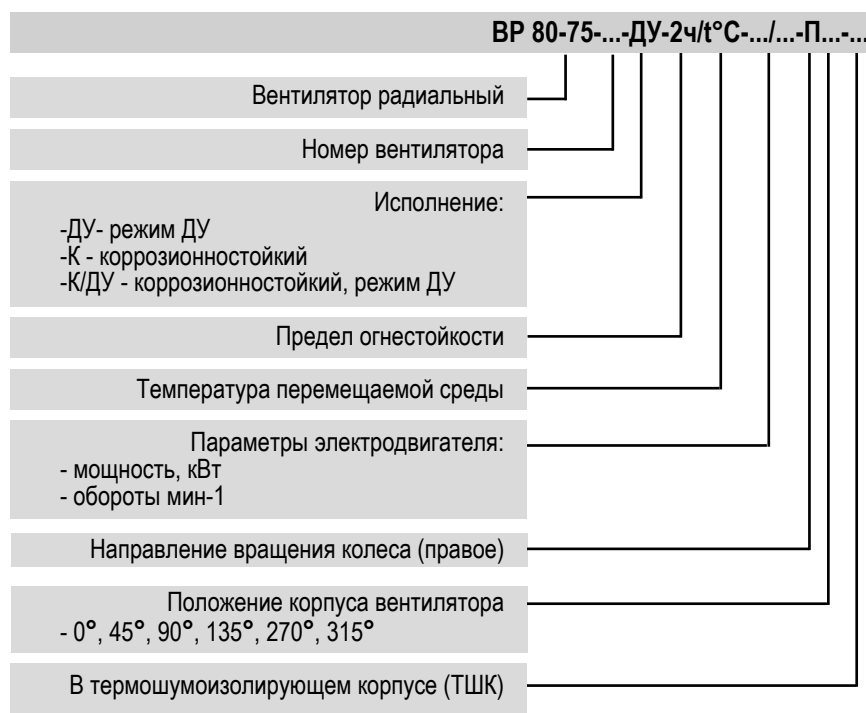 ВР 80-75-...-ДУ-2ч/t°С-.../...-П...-...
Вентилятор радиальный
Номер вентилятора
Исполнение:
-ДУ- режим ДУ
-К - коррозионностойкий
-К/ДУ - коррозионностойкий, режим ДУ
Предел огнестойкости
Температура перемещаемой среды
Параметры электродвигателя:
- мощность, кВт
- обороты мин-1
Направление вращения колеса (правое)
Положение корпуса вентилятора
- 0°, 45°, 90°, 135°, 270°, 315°
В термошумоизолирующем корпусе (ТШК)